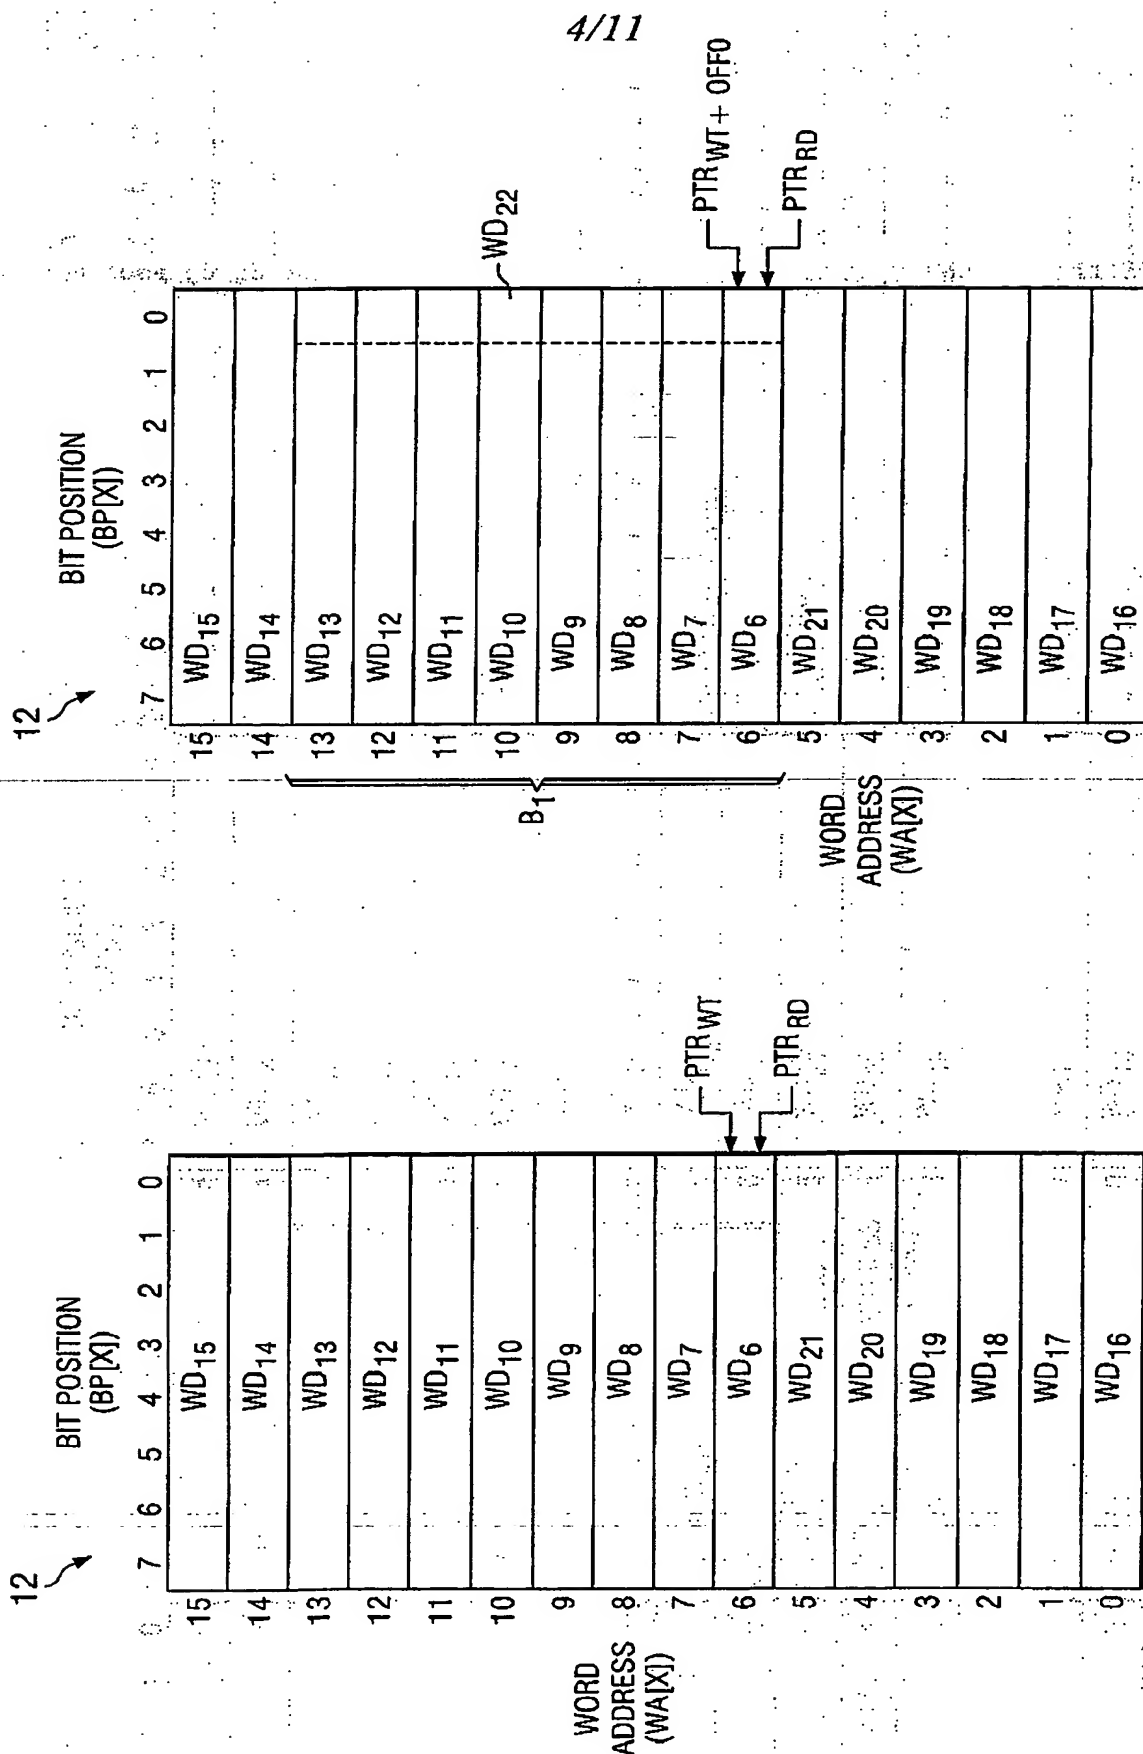 4/11
12
BIT POSITION
(BP[X])
7 6 5 4 3 2 1 0
15 WD15
14 WD14
13 WD13
12 WD12
11 WD11
10 WD10
9 WD9
8 WD8
7 WD7
6 WD6
5 WD21
4 WD20
3 WD19
2 WD18
1 WD17
0 WD16
WORD
ADDRESS
(WA[X])
PTRWT
PTRRD
12
BIT POSITION
(BP[X])
7 6 5 4 3 2 1 0
15 WD15
14 WD14
13 WD13
12 WD12
11 WD11
10 WD10
9 WD9
8 WD8
7 WD7
6 WD6
5 WD21
4 WD20
3 WD19
2 WD18
1 WD17
0 WD16
B1
WORD
ADDRESS
(WA[X])
WD22
PTRWT + OFF0
PTRRD